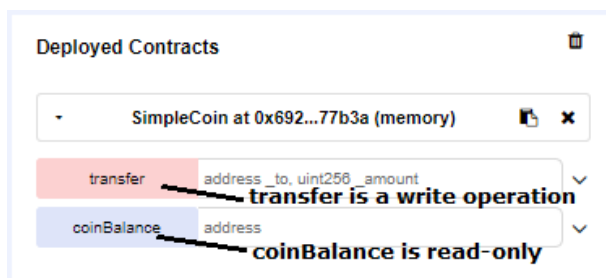 Deployed Contracts
SimpleCoin at 0x692...77b3a (memory)
transfer address _to, uint256 _amount
transfer is a write operation
coinBalance address
coinBalance is read-only